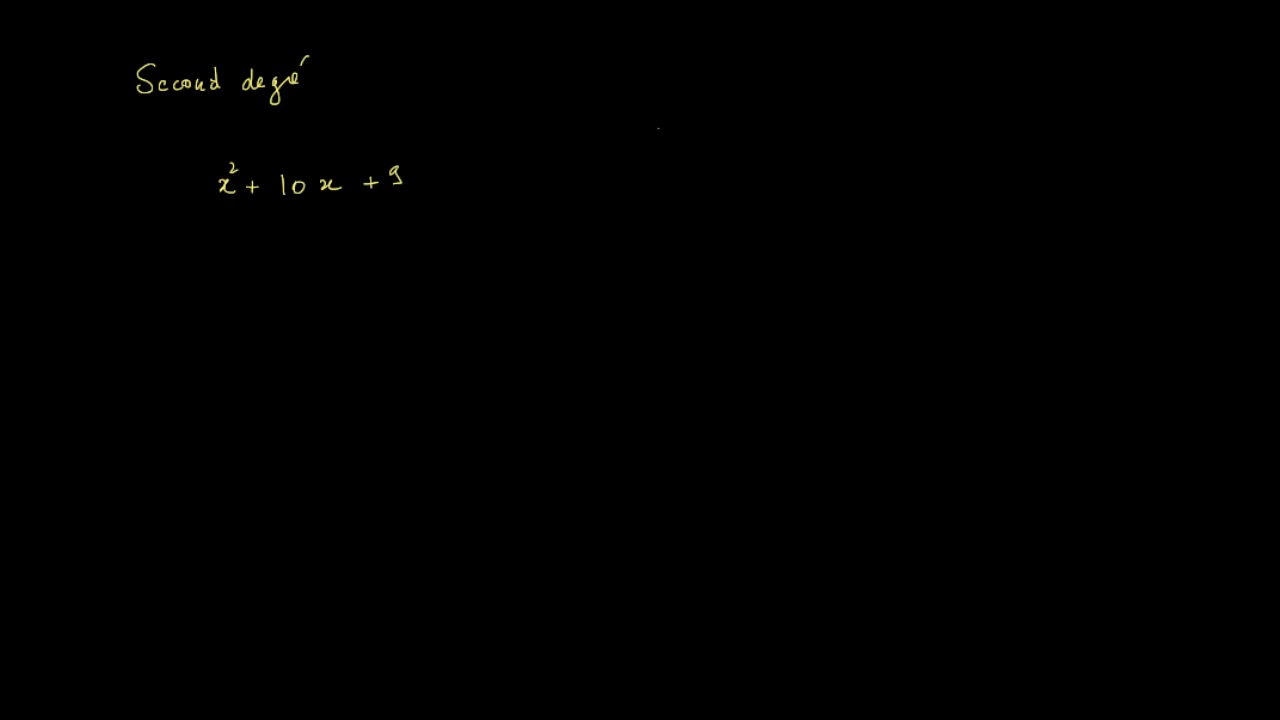 Second degré
x² + 10x + 9